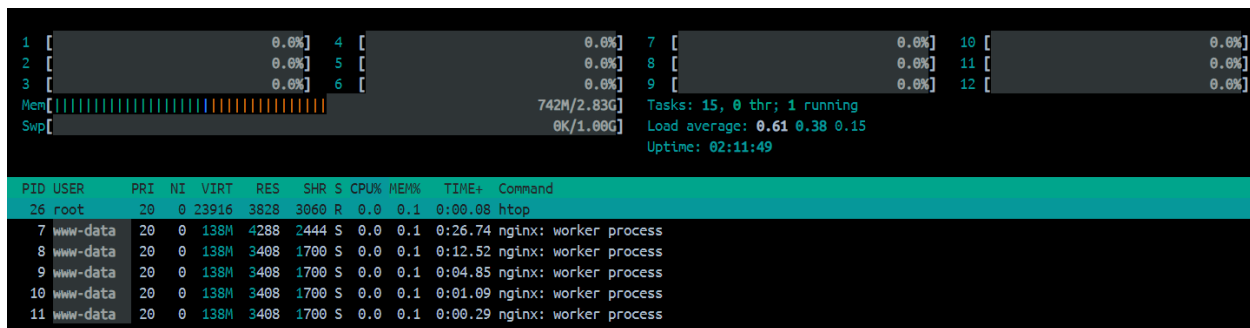 1 [ 0.0%] 4 [ 0.0%] 7 [ 0.0%] 10 [ 0.0%]
2 [ 0.0%] 5 [ 0.0%] 8 [ 0.0%] 11 [ 0.0%]
3 [ 0.0%] 6 [ 0.0%] 9 [ 0.0%] 12 [ 0.0%]
Mem[||||||||||||||||||||||||||||||||||| 742M/2.83G] Tasks: 15, 0 thr; 1 running
Swp[ 0K/1.00G] Load average: 0.61 0.38 0.15
Uptime: 02:11:49
PID USER PRI NI VIRT RES SHR S CPU% MEM% TIME+ Command
26 root 20 0 23916 3828 3060 R 0.0 0.1 0:00.08 htop
7 www-data 20 0 138M 4288 2444 S 0.0 0.1 0:26.74 nginx: worker process
8 www-data 20 0 138M 3408 1700 S 0.0 0.1 0:12.52 nginx: worker process
9 www-data 20 0 138M 3408 1700 S 0.0 0.1 0:04.85 nginx: worker process
10 www-data 20 0 138M 3408 1700 S 0.0 0.1 0:01.09 nginx: worker process
11 www-data 20 0 138M 3408 1700 S 0.0 0.1 0:00.29 nginx: worker process